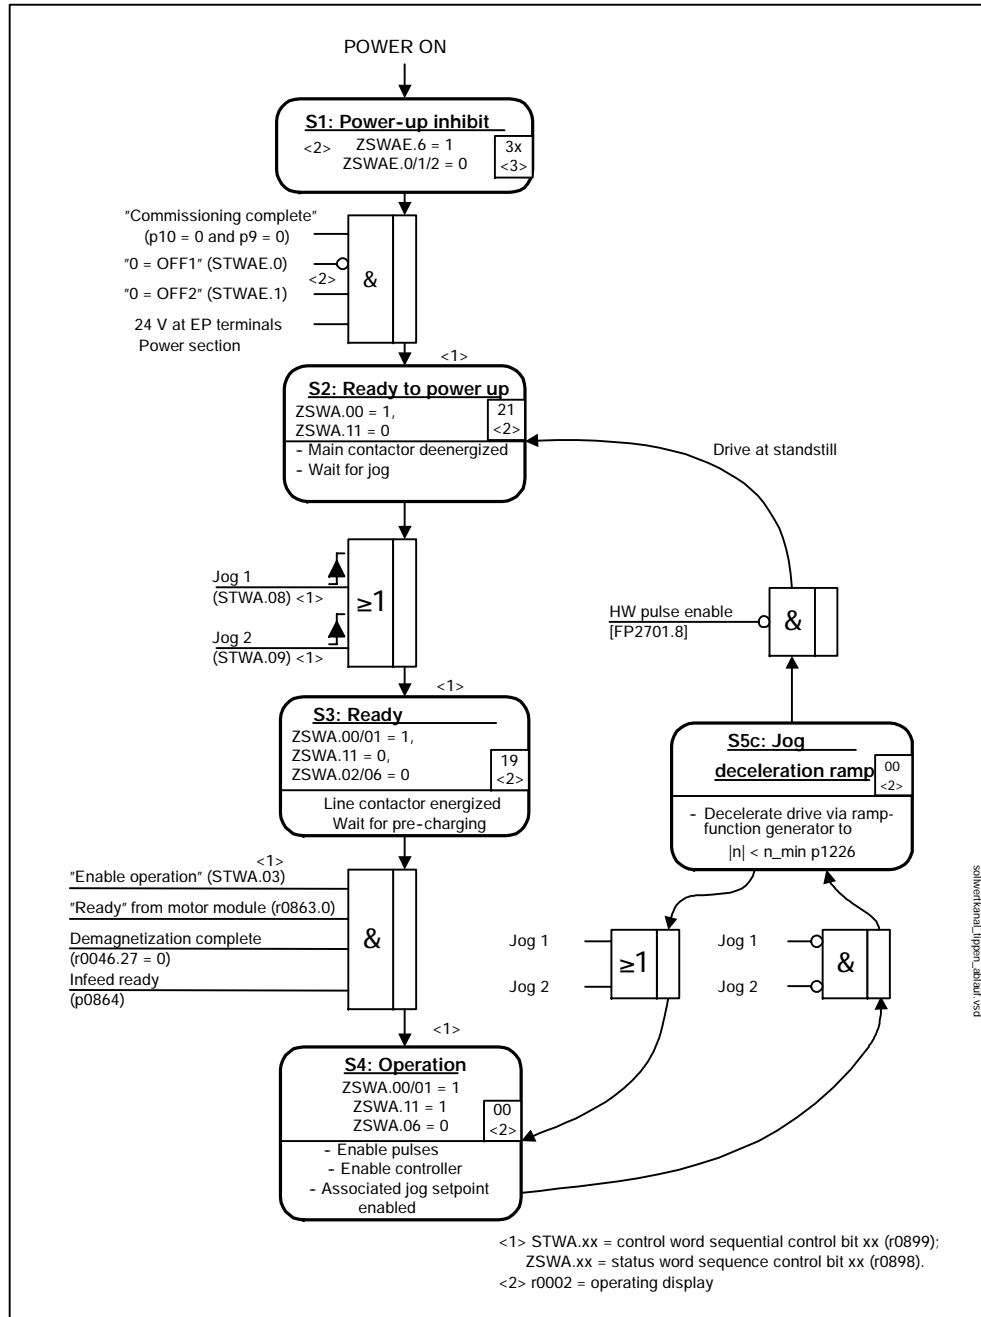 POWER ON
S1: Power-up inhibit
<2> ZSWAE.6 = 1
ZSWAE.0/1/2 = 0
3x
<3>
"Commissioning complete"
(p10 = 0 and p9 = 0)
"0 = OFF1" (STWAE.0)
<2>
"0 = OFF2" (STWAE.1)
24 V at EP terminals
Power section
&
<1>
S2: Ready to power up
ZSWA.00 = 1,
ZSWA.11 = 0
21
<2>
- Main contactor deenergized
- Wait for jog
Drive at standstill
Jog 1
(STWA.08) <1>
Jog 2
(STWA.09) <1>
≥1
HW pulse enable
[FP2701.8]
&
<1>
S3: Ready
ZSWA.00/01 = 1,
ZSWA.11 = 0,
ZSWA.02/06 = 0
19
<2>
Line contactor energized
Wait for pre-charging
S5c: Jog
deceleration ramp
00
<2>
- Decelerate drive via ramp-
function generator to
|n| < n_min p1226
<1>
"Enable operation" (STWA.03)
"Ready" from motor module (r0863.0)
Demagnetization complete
(r0046.27 = 0)
Infeed ready
(p0864)
&
Jog 1
Jog 2
≥1
Jog 1
Jog 2
&
<1>
S4: Operation
ZSWA.00/01 = 1
ZSWA.11 = 1
ZSWA.06 = 0
00
<2>
- Enable pulses
- Enable controller
- Associated jog setpoint
enabled
<1> STWA.xx = control word sequential control bit xx (r0899);
ZSWA.xx = status word sequence control bit xx (r0898).
<2> r0002 = operating display
sollwertkanal_tippen_ablauf.vsd